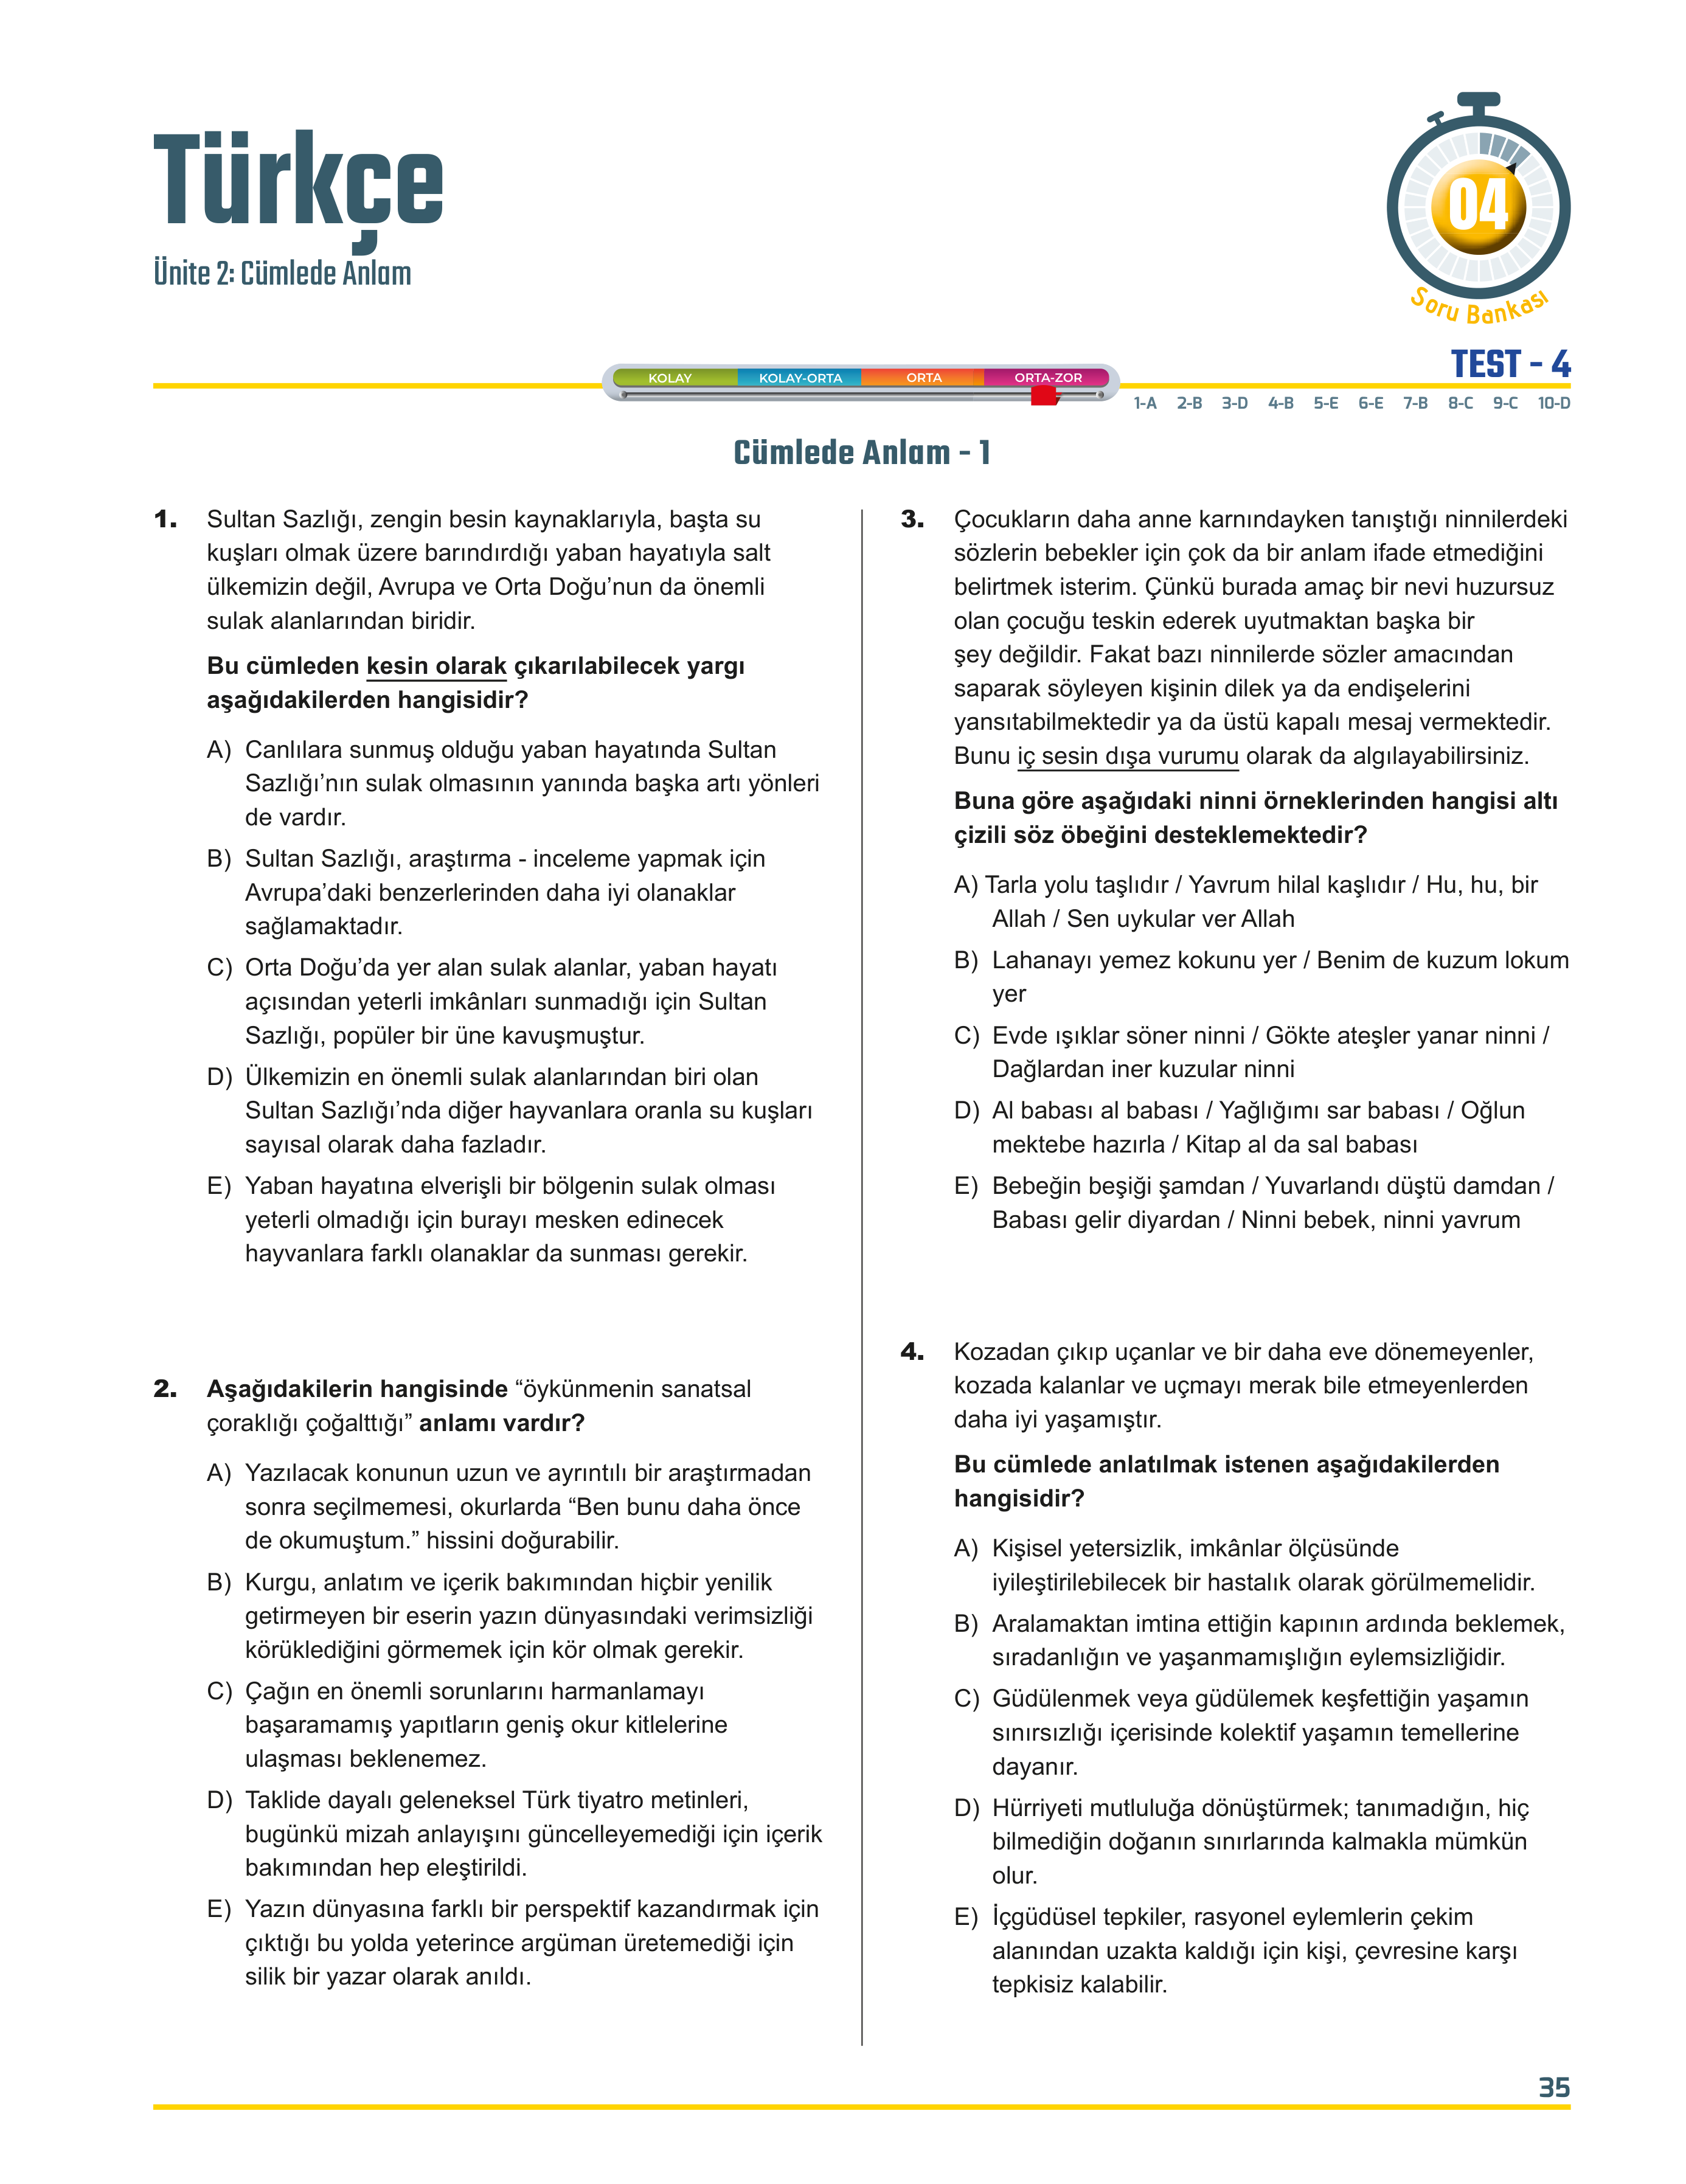 Türkçe
Ünite 2: Cümlede Anlam
04
Soru Bankası
TEST - 4
KOLAY KOLAY-ORTA ORTA ORTA-ZOR
1-A 2-B 3-D 4-B 5-E 6-E 7-B 8-C 9-C 10-D
Cümlede Anlam - 1
1. Sultan Sazlığı, zengin besin kaynaklarıyla, başta su
kuşları olmak üzere barındırdığı yaban hayatıyla salt
ülkemizin değil, Avrupa ve Orta Doğu’nun da önemli
sulak alanlarından biridir.
Bu cümleden kesin olarak çıkarılabilecek yargı
aşağıdakilerden hangisidir?
A) Canlılara sunmuş olduğu yaban hayatında Sultan
Sazlığı’nın sulak olmasının yanında başka artı yönleri
de vardır.
B) Sultan Sazlığı, araştırma - inceleme yapmak için
Avrupa’daki benzerlerinden daha iyi olanaklar
sağlamaktadır.
C) Orta Doğu’da yer alan sulak alanlar, yaban hayatı
açısından yeterli imkânları sunmadığı için Sultan
Sazlığı, popüler bir üne kavuşmuştur.
D) Ülkemizin en önemli sulak alanlarından biri olan
Sultan Sazlığı’nda diğer hayvanlara oranla su kuşları
sayısal olarak daha fazladır.
E) Yaban hayatına elverişli bir bölgenin sulak olması
yeterli olmadığı için burayı mesken edinecek
hayvanlara farklı olanaklar da sunması gerekir.
2. Aşağıdakilerin hangisinde “öykünmenin sanatsal
çoraklığı çoğalttığı” anlamı vardır?
A) Yazılacak konunun uzun ve ayrıntılı bir araştırmadan
sonra seçilmemesi, okurlarda “Ben bunu daha önce
de okumuştum.” hissini doğurabilir.
B) Kurgu, anlatım ve içerik bakımından hiçbir yenilik
getirmeyen bir eserin yazın dünyasındaki verimsizliği
körüklediğini görmemek için kör olmak gerekir.
C) Çağın en önemli sorunlarını harmanlamayı
başaramamış yapıtların geniş okur kitlelerine
ulaşması beklenemez.
D) Taklide dayalı geleneksel Türk tiyatro metinleri,
bugünkü mizah anlayışını güncelleyemediği için içerik
bakımından hep eleştirildi.
E) Yazın dünyasına farklı bir perspektif kazandırmak için
çıktığı bu yolda yeterince argüman üretemediği için
silik bir yazar olarak anıldı.
3. Çocukların daha anne karnındayken tanıştığı ninnilerdeki
sözlerin bebekler için çok da bir anlam ifade etmediğini
belirtmek isterim. Çünkü burada amaç bir nevi huzursuz
olan çocuğu teskin ederek uyutmaktan başka bir
şey değildir. Fakat bazı ninnilerde sözler amacından
saparak söyleyen kişinin dilek ya da endişelerini
yansıtabilmektedir ya da üstü kapalı mesaj vermektedir.
Bunu iç sesin dışa vurumu olarak da algılayabilirsiniz.
Buna göre aşağıdaki ninni örneklerinden hangisi altı
çizili söz öbeğini desteklemektedir?
A) Tarla yolu taşlıdır / Yavrum hilal kaşlıdır / Hu, hu, bir
Allah / Sen uykular ver Allah
B) Lahanayı yemez kokunu yer / Benim de kuzum lokum
yer
C) Evde ışıklar söner ninni / Gökte ateşler yanar ninni /
Dağlardan iner kuzular ninni
D) Al babası al babası / Yağlığımı sar babası / Oğlun
mektebe hazırla / Kitap al da sal babası
E) Bebeğin beşiği şamdan / Yuvarlandı düştü damdan /
Babası gelir diyardan / Ninni bebek, ninni yavrum
4. Kozadan çıkıp uçanlar ve bir daha eve dönemeyenler,
kozada kalanlar ve uçmayı merak bile etmeyenlerden
daha iyi yaşamıştır.
Bu cümlede anlatılmak istenen aşağıdakilerden
hangisidir?
A) Kişisel yetersizlik, imkânlar ölçüsünde
iyileştirilebilecek bir hastalık olarak görülmemelidir.
B) Aralamaktan imtina ettiğin kapının ardında beklemek,
sıradanlığın ve yaşanmamışlığın eylemsizliğidir.
C) Güdülenmek veya güdülemek keşfettiğin yaşamın
sınırsızlığı içerisinde kolektif yaşamın temellerine
dayanır.
D) Hürriyeti mutluluğa dönüştürmek; tanımadığın, hiç
bilmediğin doğanın sınırlarında kalmakla mümkün
olur.
E) İçgüdüsel tepkiler, rasyonel eylemlerin çekim
alanından uzakta kaldığı için kişi, çevresine karşı
tepkisiz kalabilir.
35